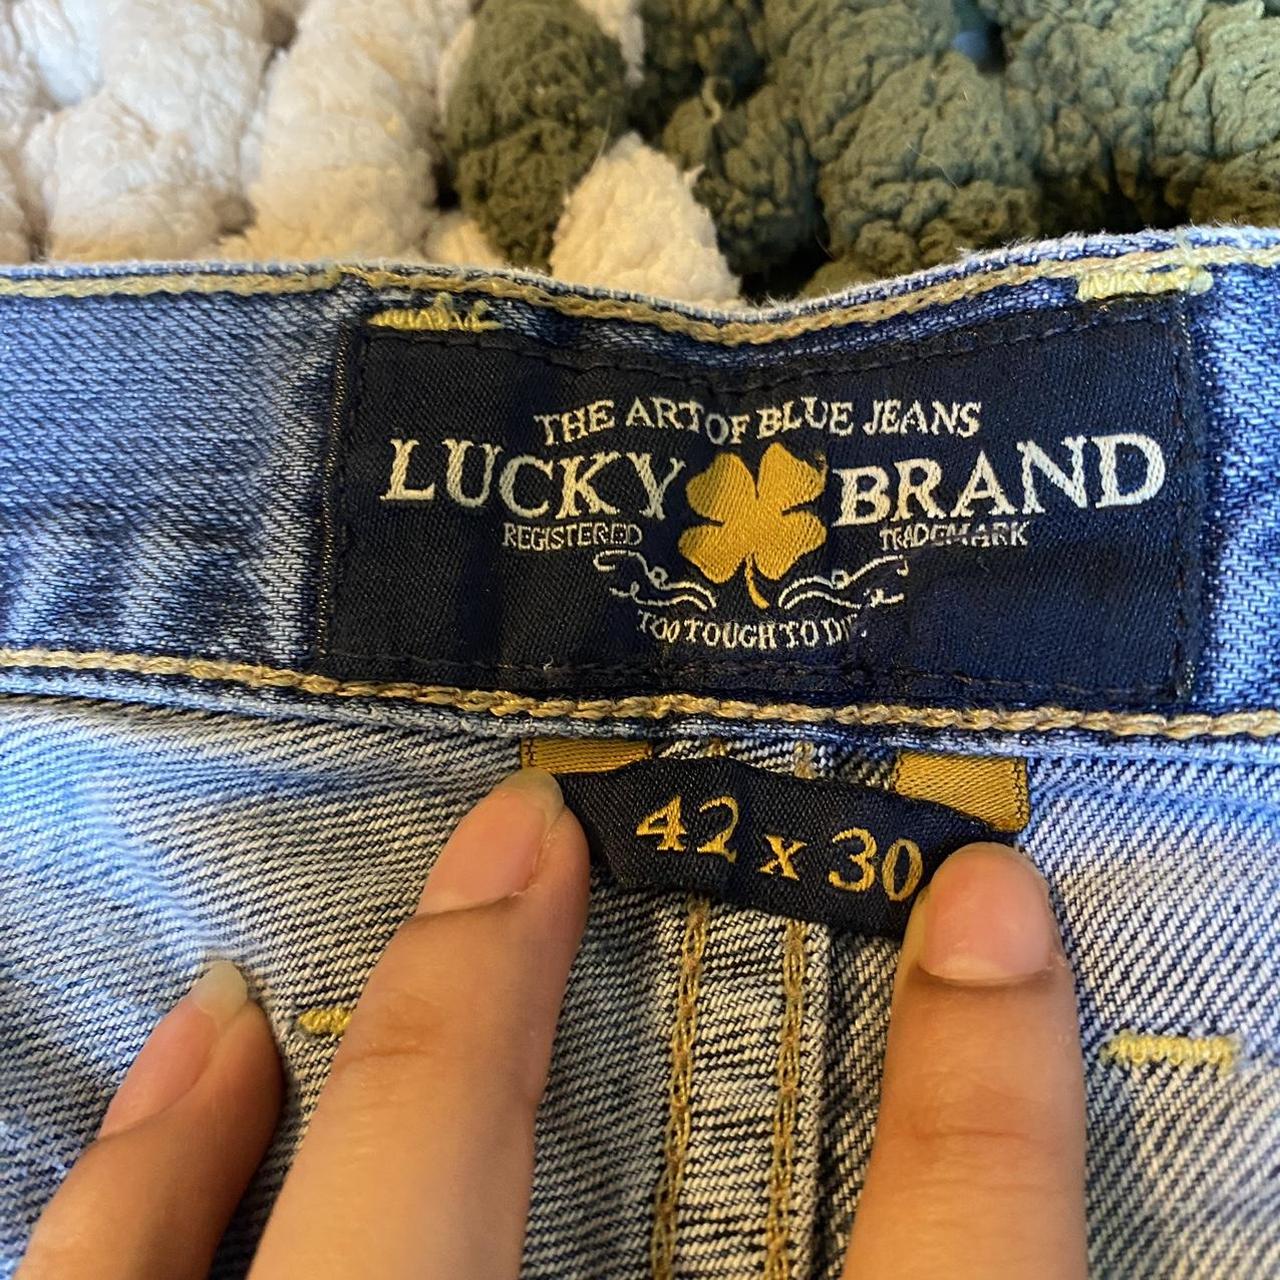 THE ART OF BLUE JEANS
LUCKY BRAND
REGISTERED TRADEMARK
TOO TOUGH TO DIE
42 x 30